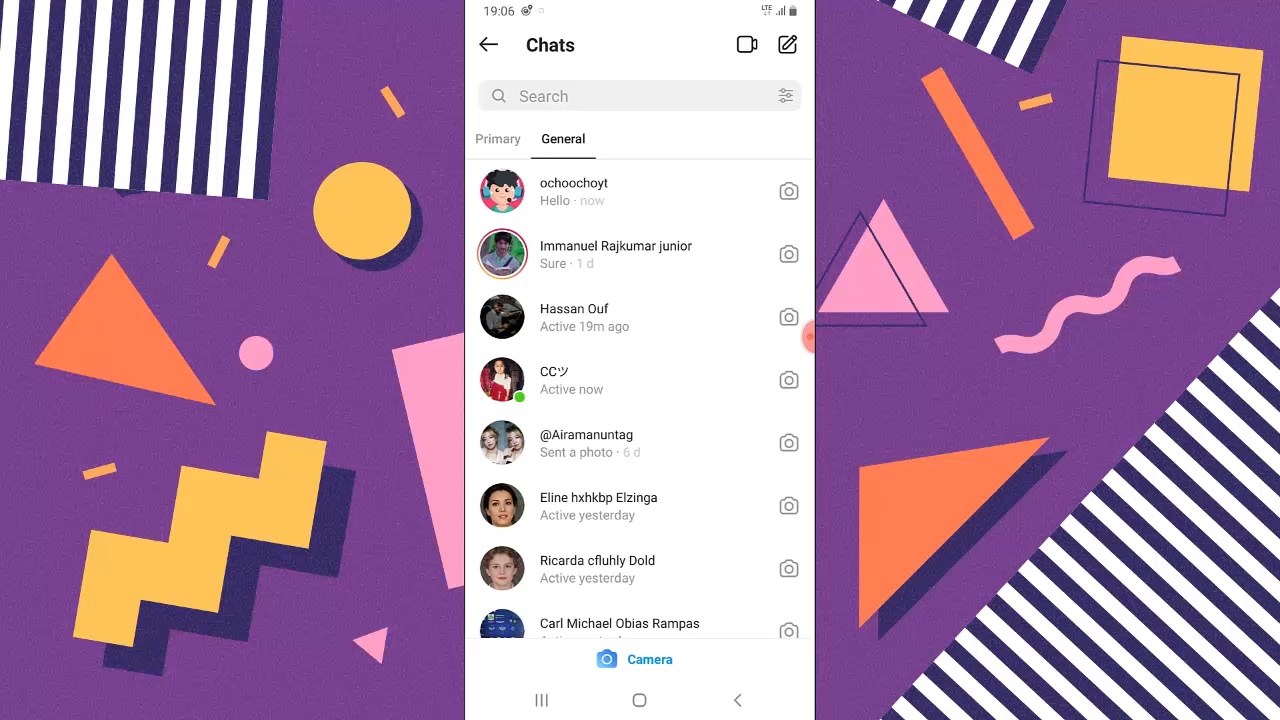 19:06
LTE
Chats
Search
Primary
General
ochoochoyt
Hello · now
Immanuel Rajkumar junior
Sure · 1 d
Hassan Ouf
Active 19m ago
CCツ
Active now
@Airamanuntag
Sent a photo · 6 d
Eline hxhkbp Elzinga
Active yesterday
Ricarda cfluhly Dold
Active yesterday
Carl Michael Obias Rampas
Camera